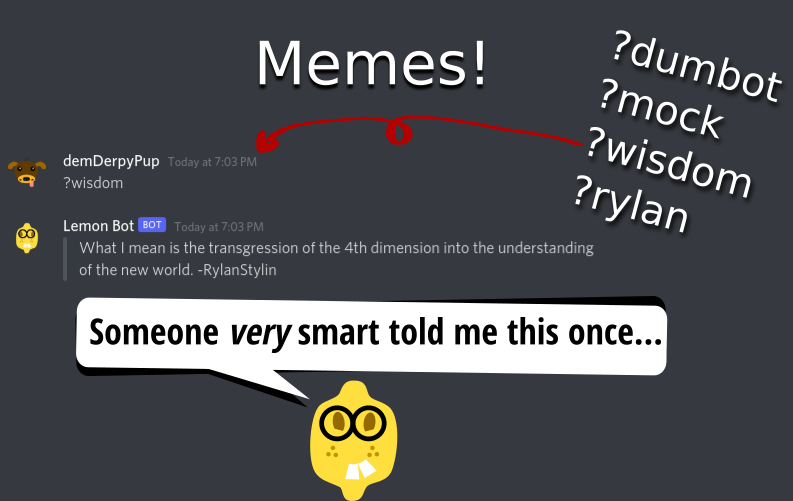 Memes!
?dumbot
?mock
?wisdom
?rylan
demDerpyPup Today at 7:03 PM
?wisdom
Lemon Bot BOT Today at 7:03 PM
What I mean is the transgression of the 4th dimension into the understanding
of the new world. -RylanStylin
Someone very smart told me this once...